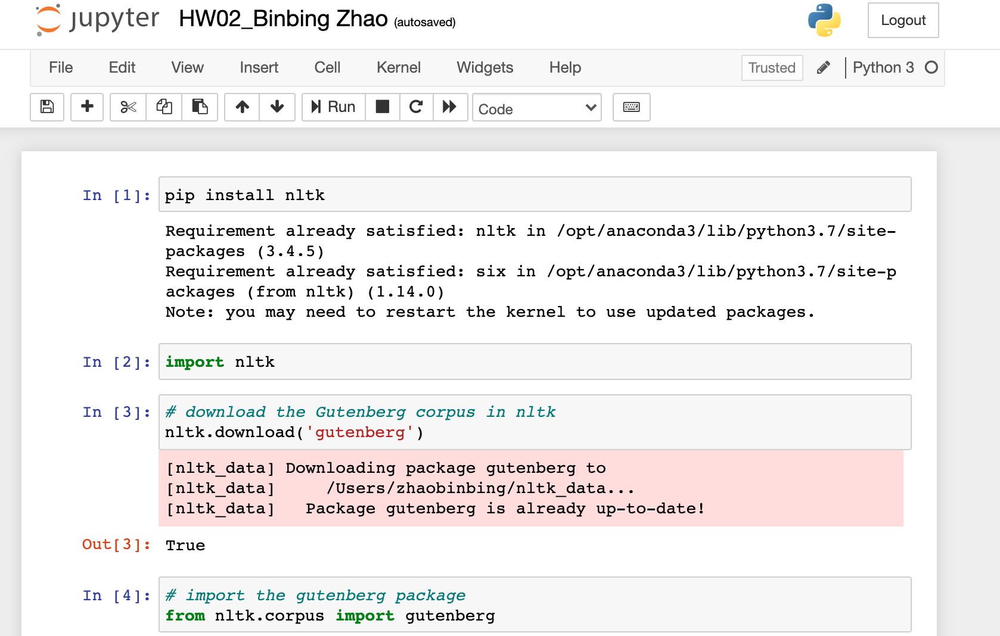 jupyter HW02_Binbing Zhao (autosaved)
Logout
File Edit View Insert Cell Kernel Widgets Help Trusted Python 3
Run Code
In [1]: pip install nltk
Requirement already satisfied: nltk in /opt/anaconda3/lib/python3.7/site-
packages (3.4.5)
Requirement already satisfied: six in /opt/anaconda3/lib/python3.7/site-p
ackages (from nltk) (1.14.0)
Note: you may need to restart the kernel to use updated packages.
In [2]: import nltk
In [3]: # download the Gutenberg corpus in nltk
nltk.download('gutenberg')
[nltk_data] Downloading package gutenberg to
[nltk_data]     /Users/zhaobinbing/nltk_data...
[nltk_data]   Package gutenberg is already up-to-date!
Out[3]: True
In [4]: # import the gutenberg package
from nltk.corpus import gutenberg